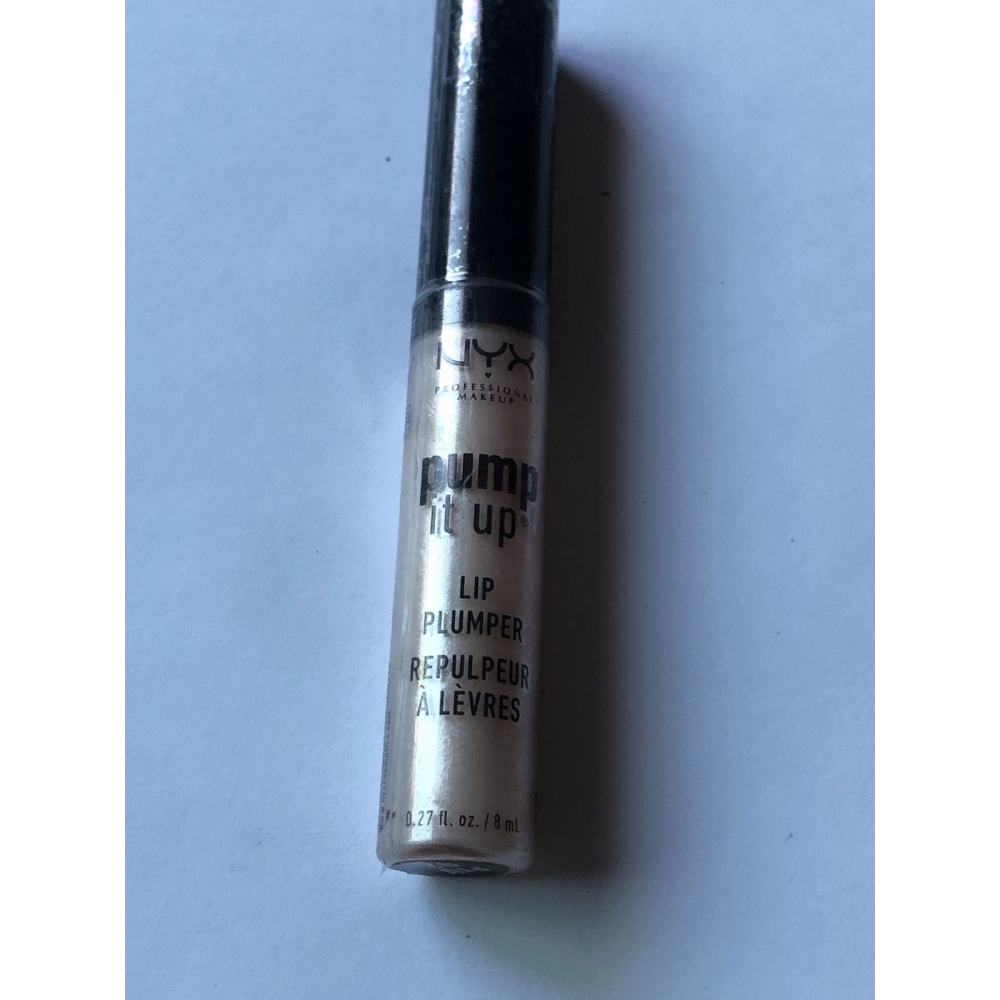 NYX
PROFESSIONAL
MAKEUP
pump
it up®
LIP
PLUMPER
REPULPEUR
À LÈVRES
0.27 fl. oz. / 8 mL